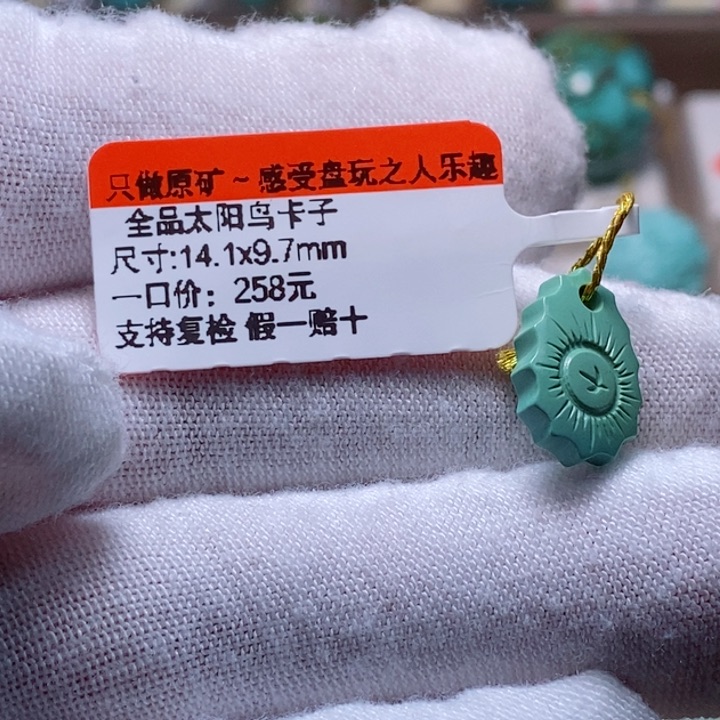 只做原矿~感受盘玩之人乐趣
全品太阳鸟卡子
尺寸:14.1x9.7mm
一口价：258元
支持复检 假一赔十